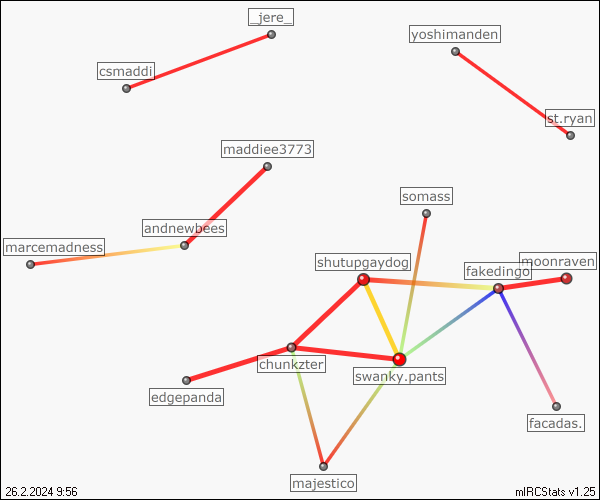 _jere_
yoshimanden
csmaddi
st.ryan
maddiee3773
somass
andnewbees
marcemadness
shutupgaydog
moonraven
fakedingo
chunkzter
swanky.pants
edgepanda
facadas.
majestico
26.2.2024 9:56
mIRCStats v1.25